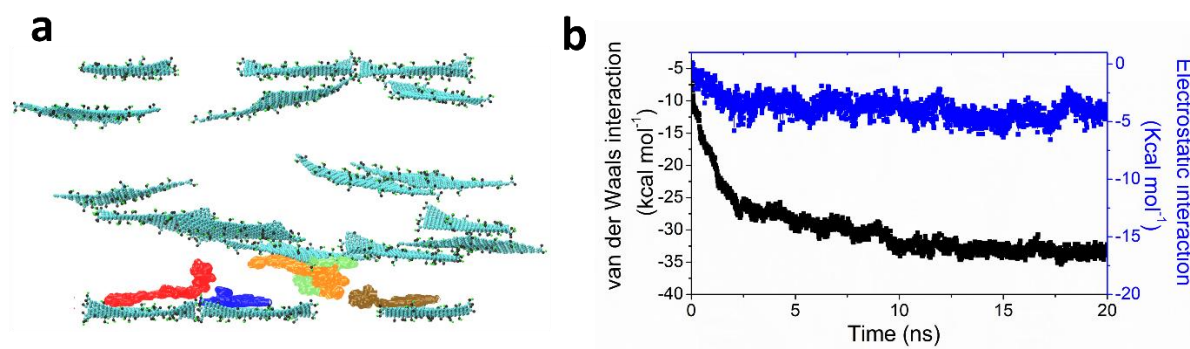 a
b
van der Waals interaction
(kcal mol⁻¹)
-5
-10
-15
-20
-25
-30
-35
-40
0
5
10
15
20
Time (ns)
0
-5
-10
-15
-20
Electrostatic interaction
(Kcal mol⁻¹)